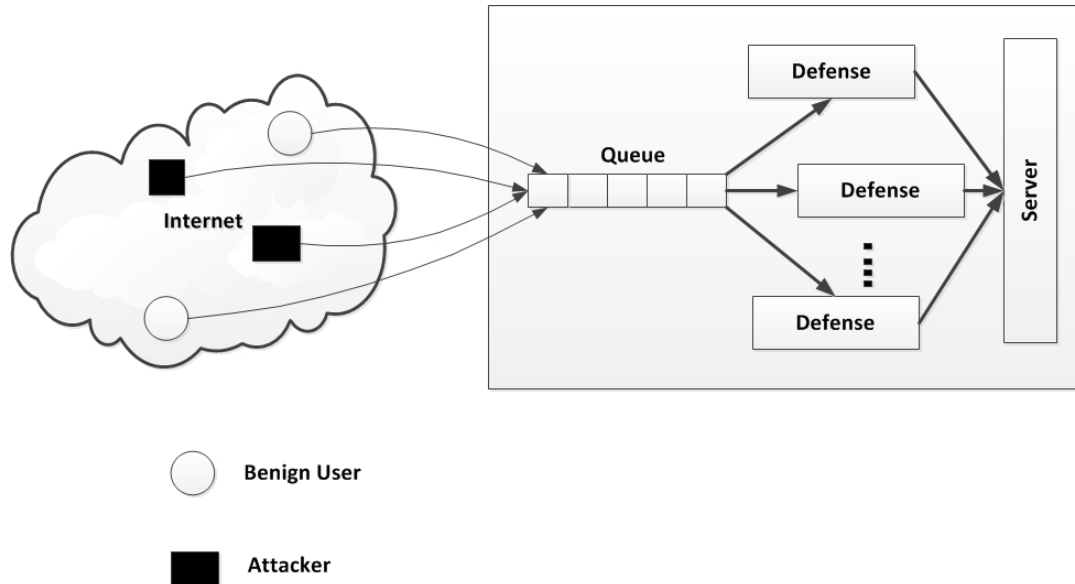 Defense
Queue
Defense
Internet
Defense
Server
Benign User
Attacker